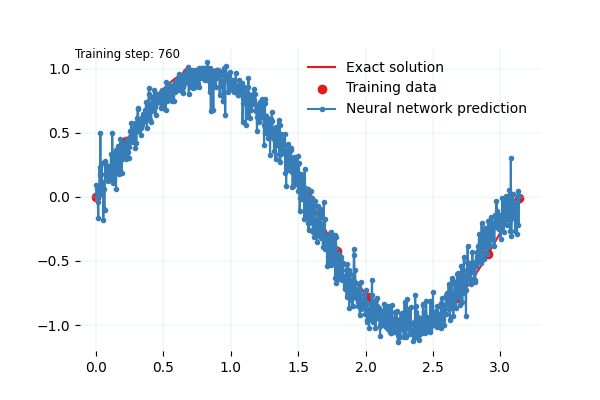 Training step: 760
Exact solution
Training data
Neural network prediction
1.0
0.5
0.0
−0.5
−1.0
0.0 0.5 1.0 1.5 2.0 2.5 3.0